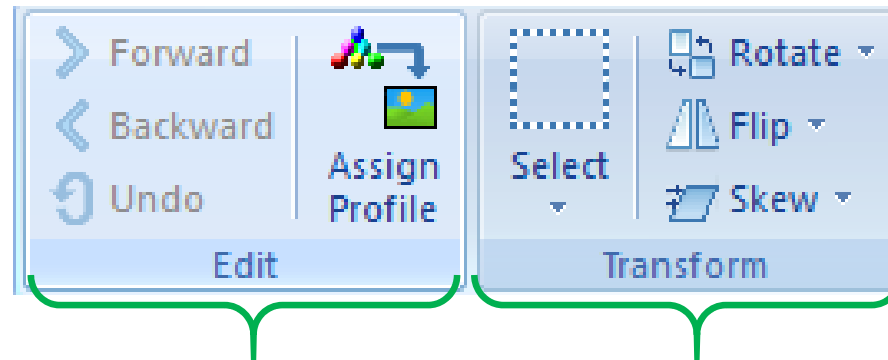 Forward
Backward
Undo
Assign
Profile
Edit
Select
Rotate
Flip
Skew
Transform